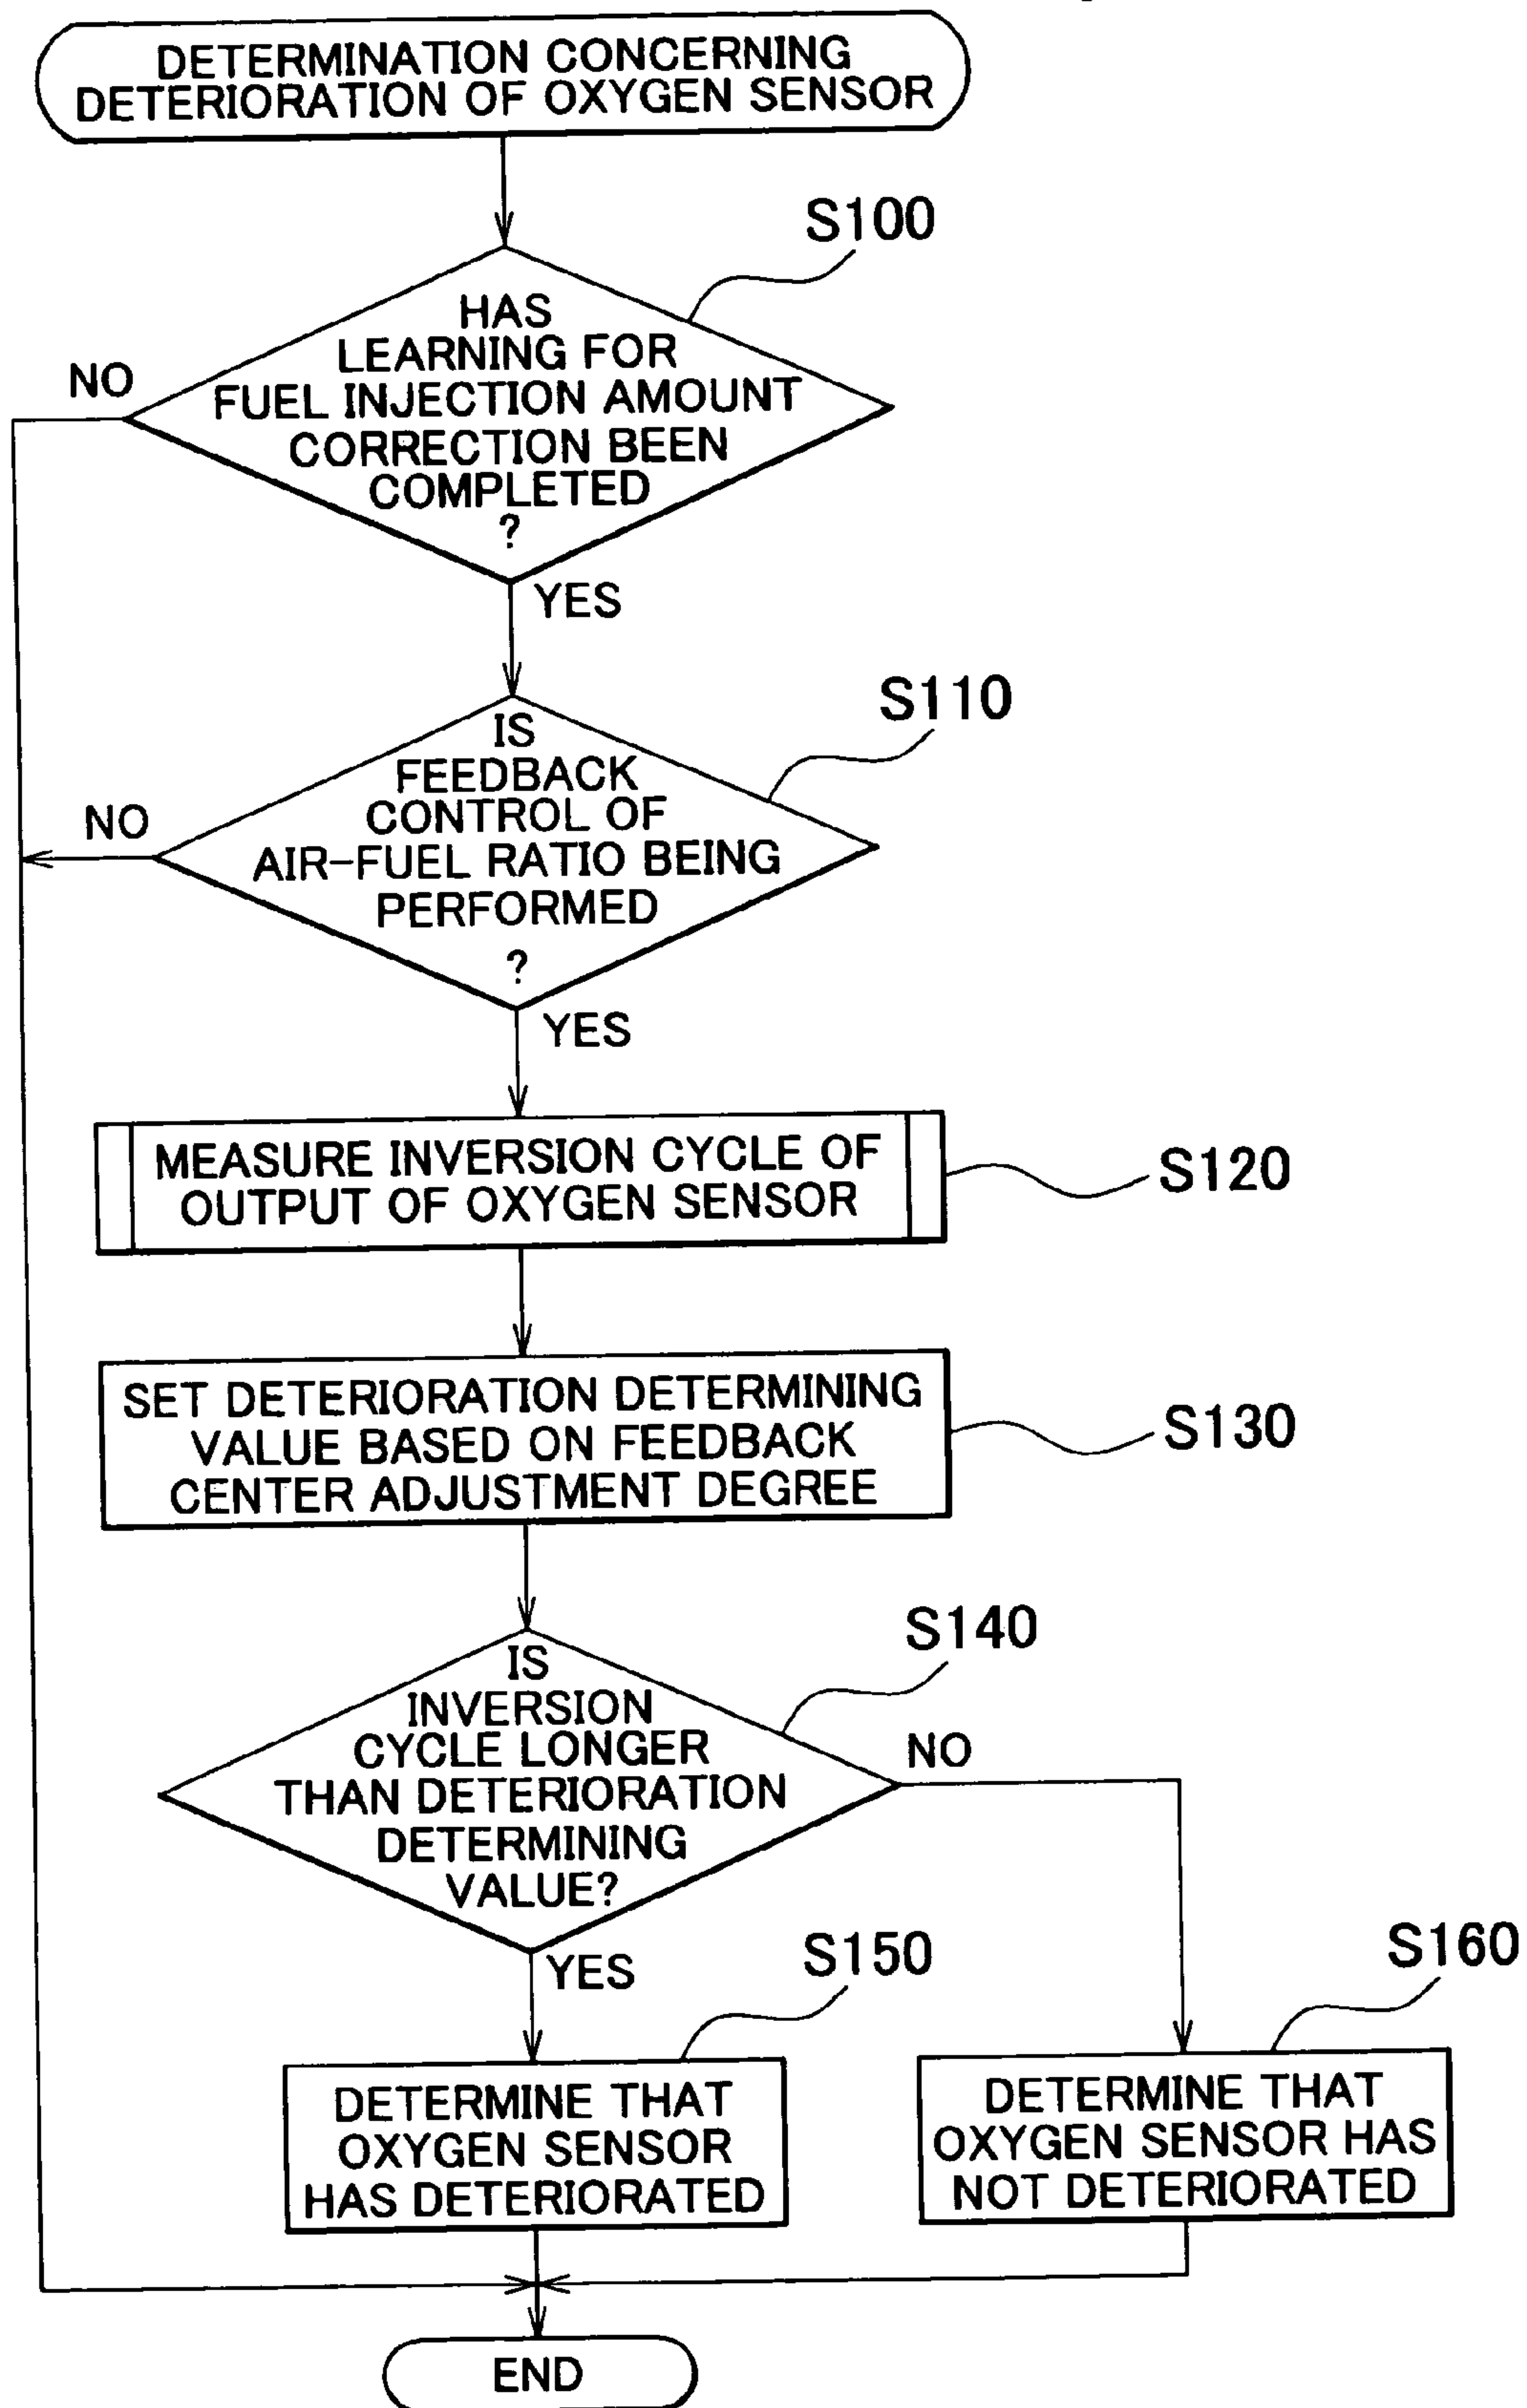 DETERMINATION CONCERNING
DETERIORATION OF OXYGEN SENSOR
S100
HAS
LEARNING FOR
FUEL INJECTION AMOUNT
CORRECTION BEEN
COMPLETED
?
NO
YES
S110
IS
FEEDBACK
CONTROL OF
AIR-FUEL RATIO BEING
PERFORMED
?
NO
YES
MEASURE INVERSION CYCLE OF
OUTPUT OF OXYGEN SENSOR
S120
SET DETERIORATION DETERMINING
VALUE BASED ON FEEDBACK
CENTER ADJUSTMENT DEGREE
S130
S140
IS
INVERSION
CYCLE LONGER
THAN DETERIORATION
DETERMINING
VALUE?
NO
YES
S150
S160
DETERMINE THAT
OXYGEN SENSOR
HAS DETERIORATED
DETERMINE THAT
OXYGEN SENSOR HAS
NOT DETERIORATED
END